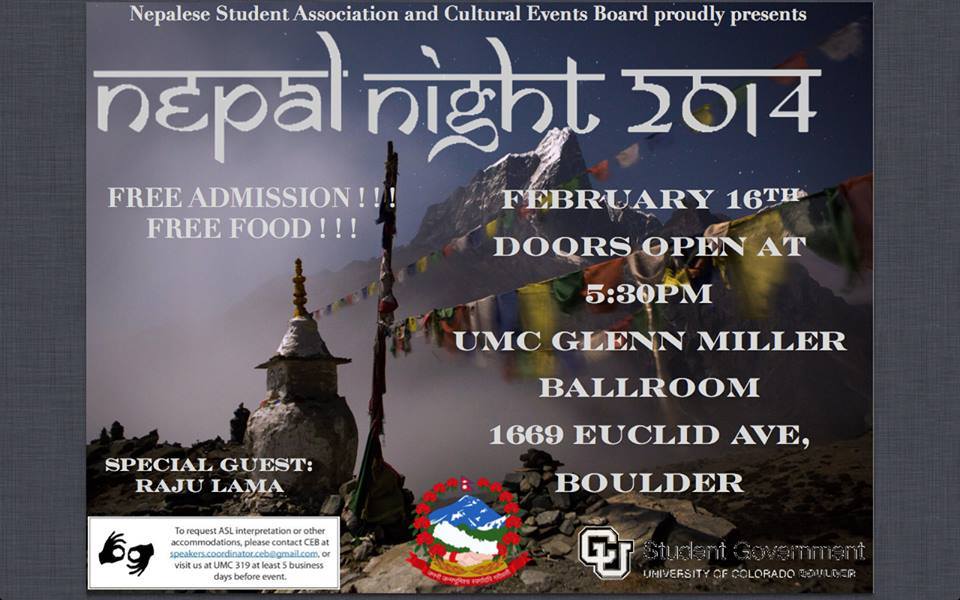 Nepalese Student Association and Cultural Events Board proudly presents
nepal night 2014
FREE ADMISSION ! ! !
FREE FOOD ! ! !
FEBRUARY 16TH
DOORS OPEN AT
5:30PM
UMC GLENN MILLER
BALLROOM
1669 EUCLID AVE,
BOULDER
SPECIAL GUEST:
RAJU LAMA
To request ASL interpretation or other
accommodations, please contact CEB at
speakers.coordinator.ceb@gmail.com, or
visit us at UMC 319 at least 5 business
days before event.
CU Student Government
UNIVERSITY OF COLORADO BOULDER